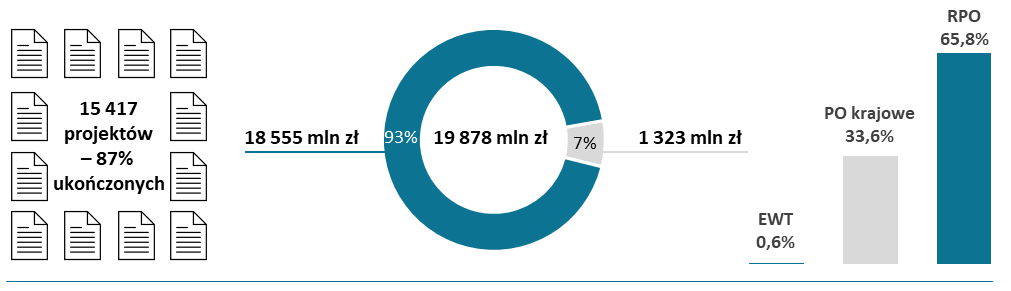 15 417
projektów
– 87%
ukończonych
18 555 mln zł
93%
19 878 mln zł
7%
1 323 mln zł
EWT
0,6%
PO krajowe
33,6%
RPO
65,8%